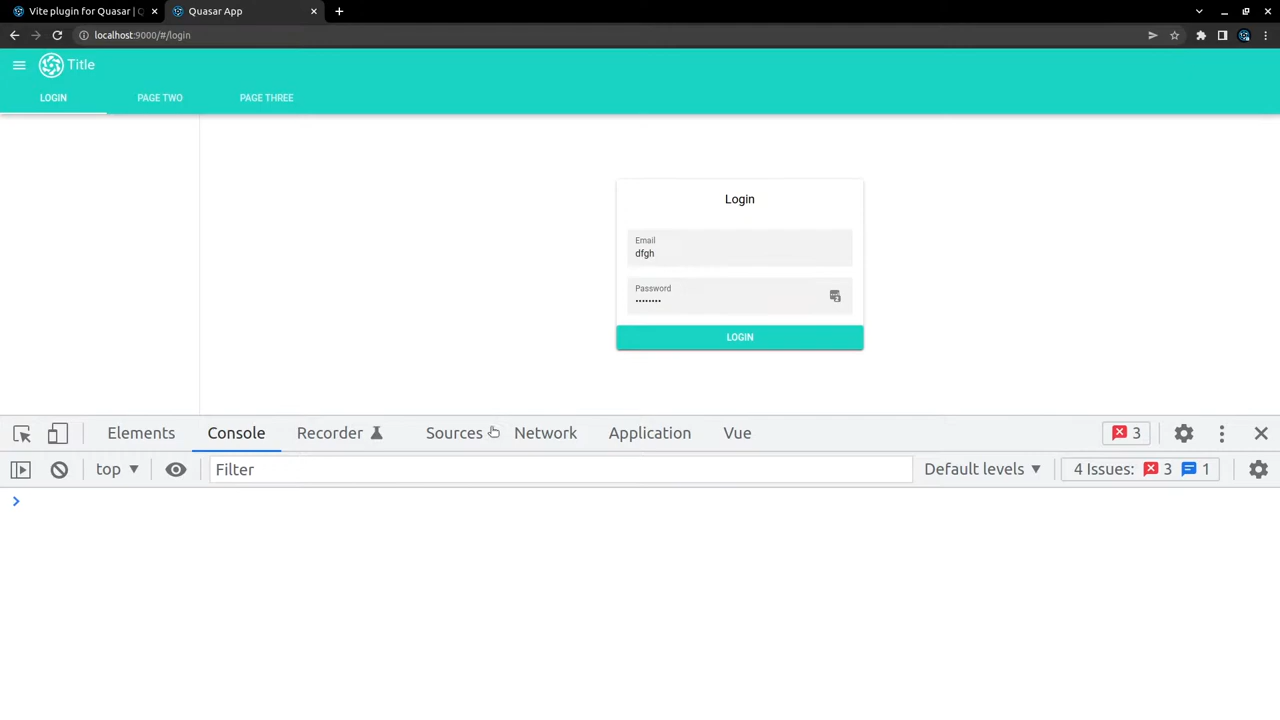 Vite plugin for Quasar | Q
Quasar App
localhost:9000/#/login
Title
LOGIN PAGE TWO PAGE THREE
Login
Email
dfgh
Password
••••••••
LOGIN
Elements Console Recorder Sources Network Application Vue 3
top Filter Default levels 4 Issues: 3 1